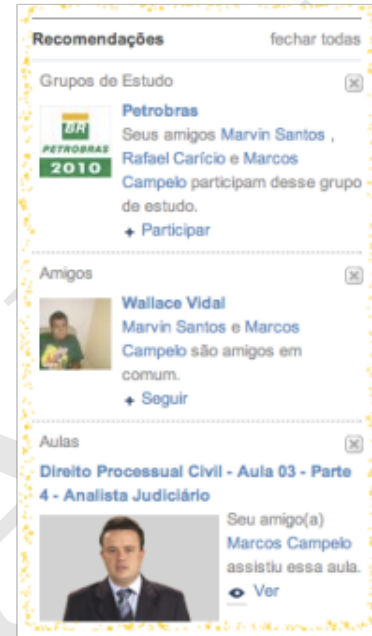 Recomendações fechar todas
Grupos de Estudo
BR
PETROBRAS
2010
Petrobras
Seus amigos Marvin Santos ,
Rafael Carício e Marcos
Campelo participam desse grupo
de estudo.
+ Participar
Amigos
Wallace Vidal
Marvin Santos e Marcos
Campelo são amigos em
comum.
+ Seguir
Aulas
Direito Processual Civil - Aula 03 - Parte
4 - Analista Judiciário
Seu amigo(a)
Marcos Campelo
assistiu essa aula.
Ver